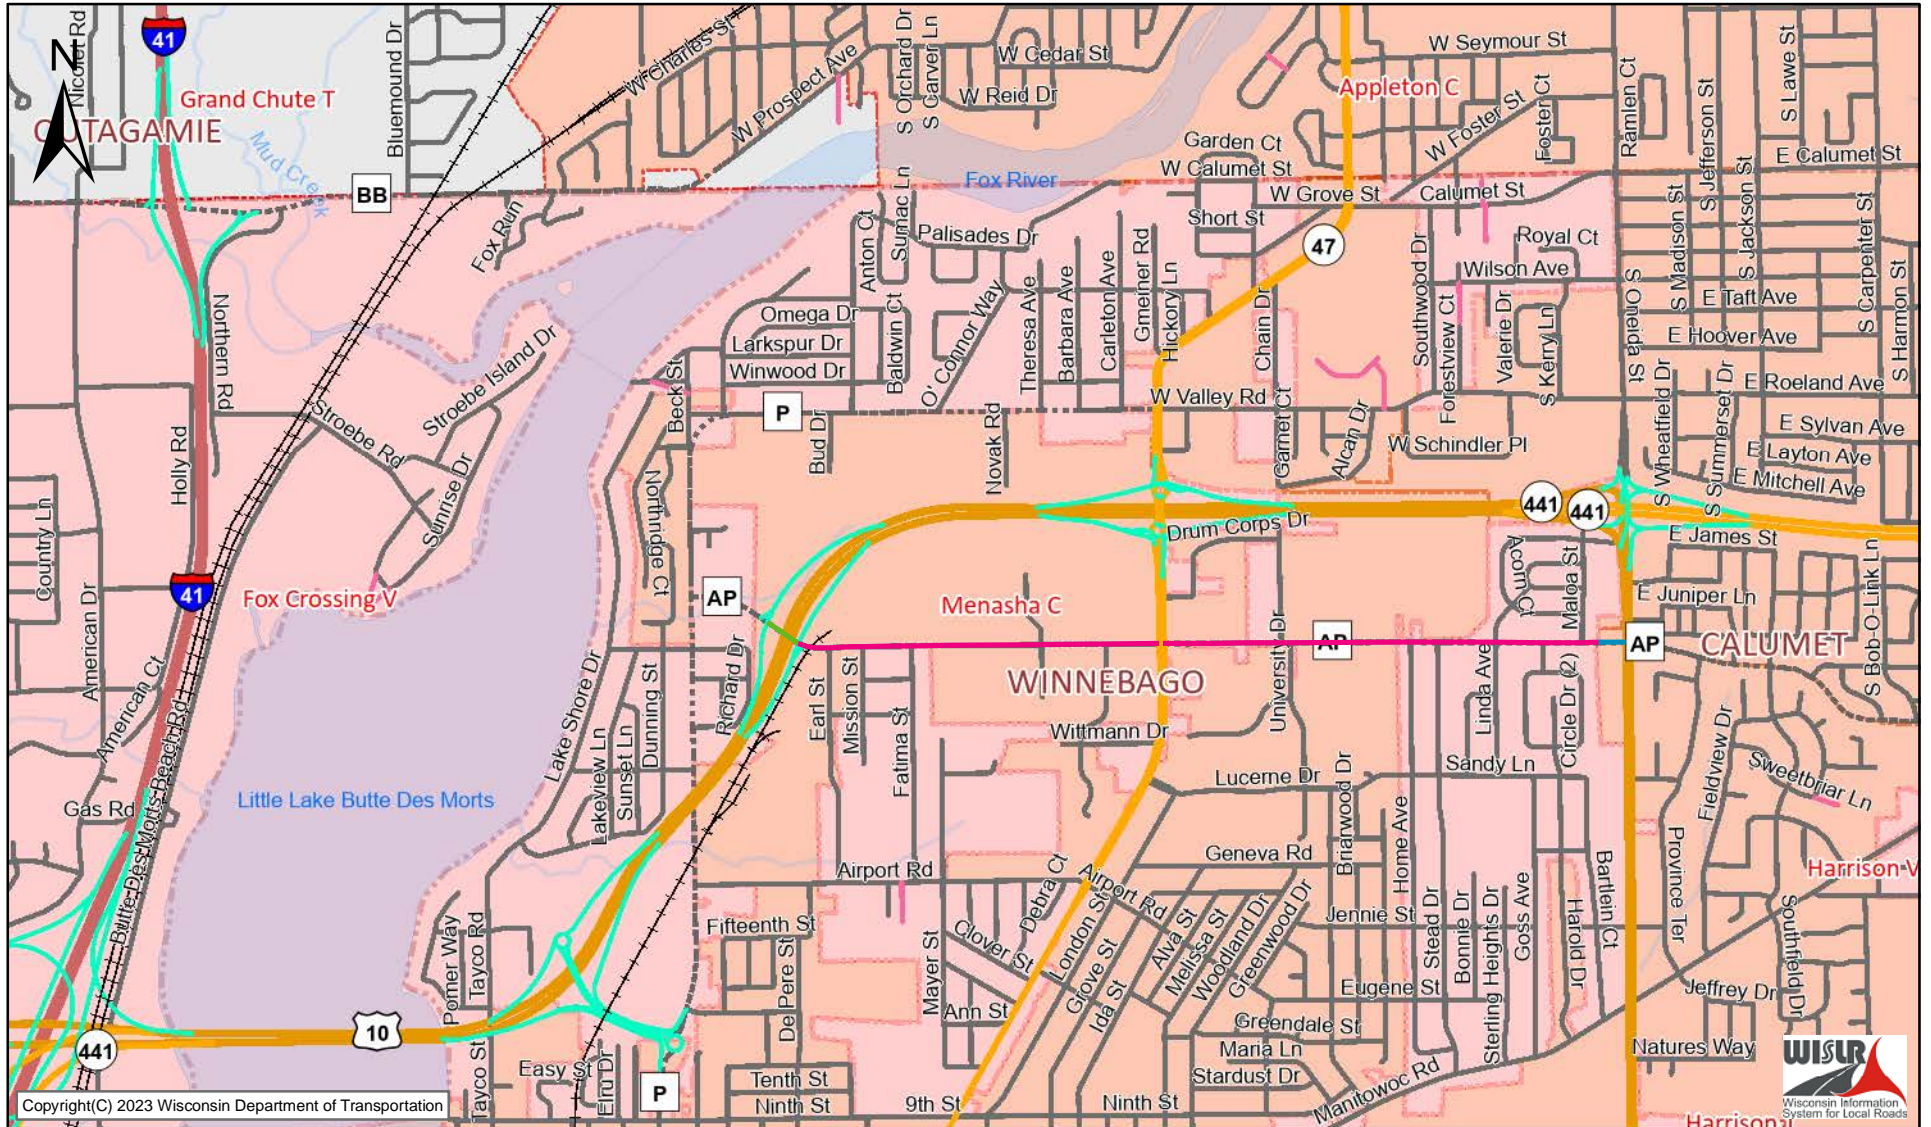 Nicolet Rd
41
N
Grand Chute T
OUTAGAMIE
Mud Creek
Bluemound Dr
BB
W Charles St
W Prospect Ave
S Orchard Dr
S Carver Ln
W Cedar St
W Reid Dr
Fox River
Garden Ct
W Calumet St
W Grove St
Appleton C
W Seymour St
W Foster St
Foster Ct
Ramlen Ct
S Jefferson St
S Lawe St
E Calumet St
Calumet St
Short St
47
Fox Run
Anton Ct
Sumac Ln
Palisades Dr
Royal Ct
Wilson Ave
S Madison St
S Jackson St
S Carpenter St
S Harmon St
E Taft Ave
E Hoover Ave
S Oneida St
Northern Rd
Omega Dr
Larkspur Dr
Winwood Dr
Baldwin Ct
O' Connor Way
Theresa Ave
Barbara Ave
Carleton Ave
Gmeiner Rd
Hickory Ln
Chain Dr
Southwood Dr
Forestview Ct
Valerie Dr
S Kerry Ln
Stroebe Island Dr
Beck St
P
Bud Dr
Novak Rd
W Valley Rd
Garnet Ct
Alcan Dr
W Schindler Pl
S Wheatfield Dr
S Summerset Dr
E Roeland Ave
E Sylvan Ave
E Layton Ave
E Mitchell Ave
Holly Rd
Stroebe Rd
Sunrise Dr
Northridge Ct
Country Ln
American Dr
41
Fox Crossing V
AP
Menasha C
Drum Corps Dr
441
441
E James St
Acorn Ct
Maloa St
E Juniper Ln
S Bob-O-Link Ln
AP
AP
CALUMET
WINNEBAGO
American Ct
Lake Shore Dr
Richard Dr
Dunning St
Sunset Ln
Lakeview Ln
Earl St
Mission St
Fatima St
Wittmann Dr
University Dr
Linda Ave
Circle Dr (2)
Fieldview Dr
Sweetbriar Ln
Sandy Ln
Lucerne Dr
Briarwood Dr
Home Ave
Gas Rd
Butte Des Morts Beach Rd
Little Lake Butte Des Morts
Airport Rd
Debra Ct
Airport Rd
Geneva Rd
Harrison V
Province Ter
Southfield Dr
Bartlein Ct
Harold Dr
Goss Ave
Sterling Heights Dr
Bonnie Dr
Stead Dr
Jennie St
Fifteenth St
Pomer Way
Tayco Rd
De Pere St
Mayer St
Clover St
London St
Grove St
Ida St
Alva St
Melissa St
Woodland Dr
Greenwood Dr
Eugene St
Jeffrey Dr
Ann St
Greendale St
Maria Ln
Stardust Dr
Natures Way
10
441
Easy St
Tayco St
Elru Dr
P
Tenth St
Ninth St
9th St
Ninth St
Manitowoc Rd
WISLR
Wisconsin Information
System for Local Roads
Copyright(C) 2023 Wisconsin Department of Transportation